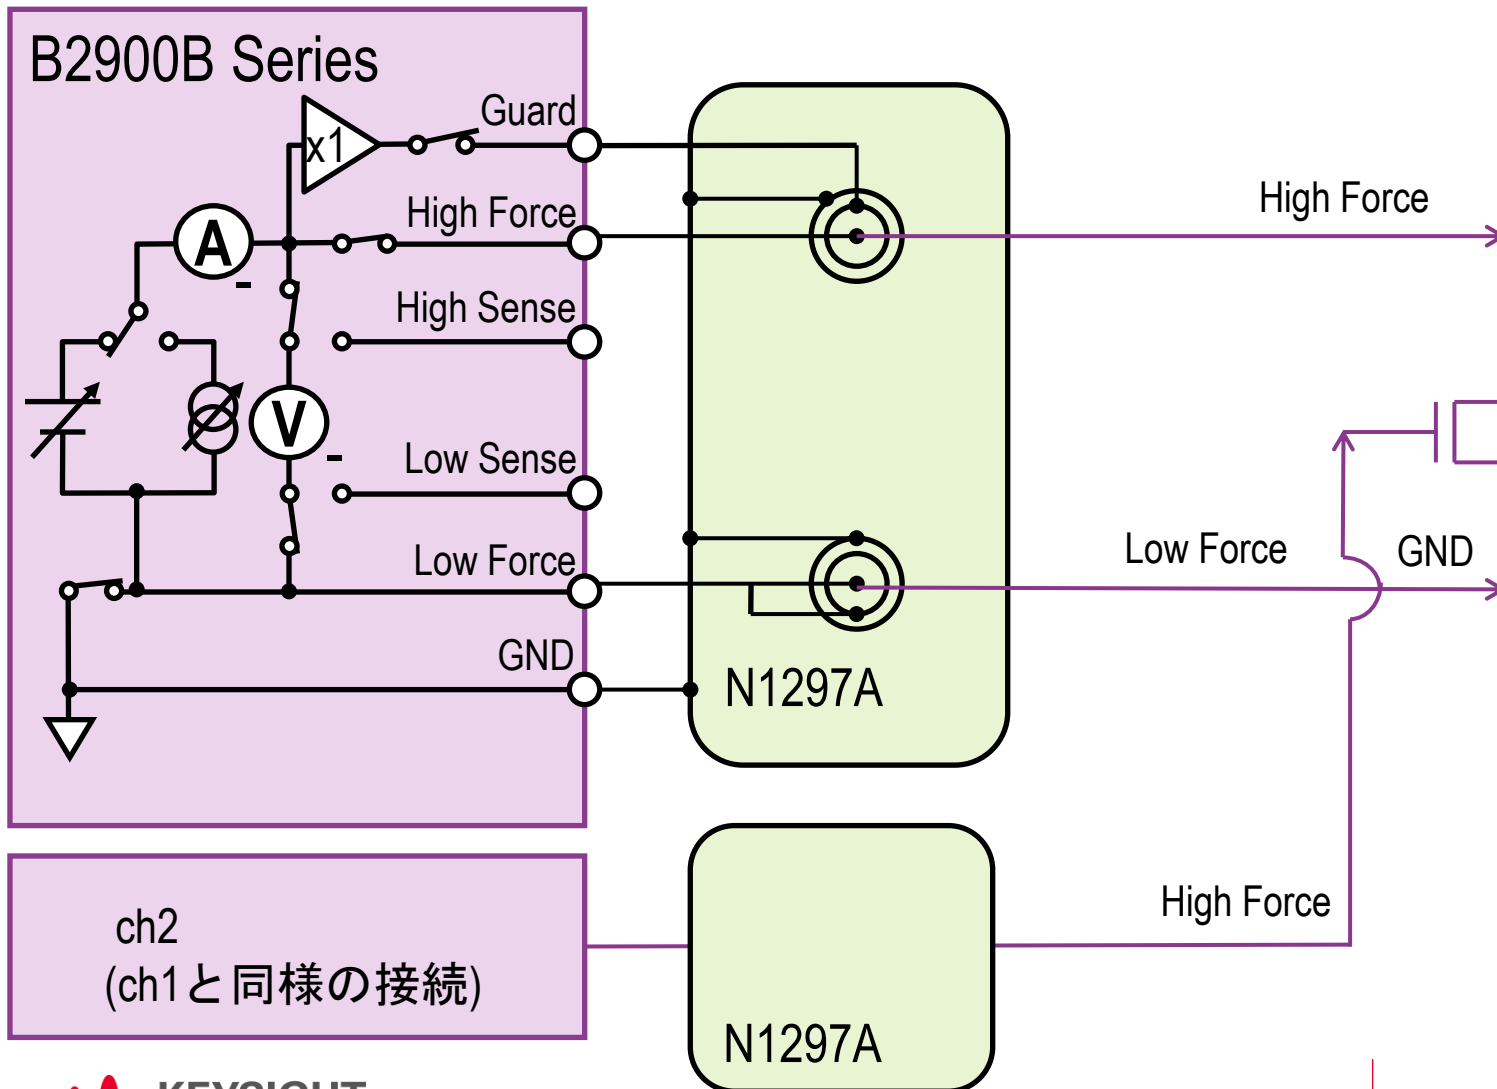 B2900B Series
Guard
x1
High Force
High Force
A
-
High Sense
V
-
Low Sense
Low Force
Low Force
GND
GND
N1297A
High Force
ch2
(ch1と同様の接続)
N1297A
KEYSIGHT